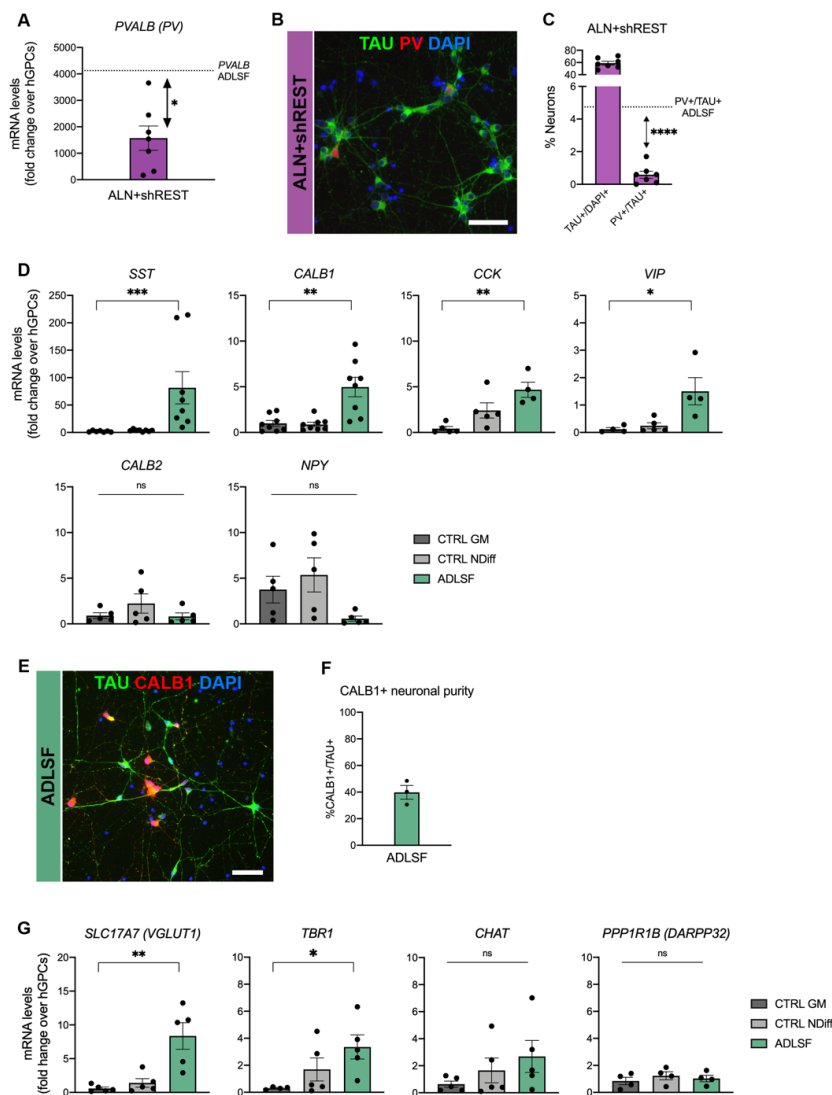 A
PVALB (PV)
mRNA levels
(fold change over hGPCs)
5000
4000
3000
2000
1000
0
PVALB
ADLSF
*
ALN+shREST
B
ALN+shREST
TAU PV DAPI
C
ALN+shREST
% Neurons
80
60
40
6
4
2
0
PV+/TAU+
ADLSF
****
TAU+/DAPI+
PV+/TAU+
D
mRNA levels
(fold change over hGPCs)
SST
***
250
200
150
100
50
0
CALB1
**
15
10
5
0
CCK
**
15
10
5
0
VIP
*
5
4
3
2
1
0
CALB2
ns
15
10
5
0
NPY
ns
15
10
5
0
CTRL GM
CTRL NDiff
ADLSF
E
ADLSF
TAU CALB1 DAPI
F
CALB1+ neuronal purity
%CALB1+/TAU+
100
80
60
40
20
0
ADLSF
G
mRNA levels
(fold change over hGPCs)
SLC17A7 (VGLUT1)
**
20
15
10
5
0
TBR1
*
10
8
6
4
2
0
CHAT
ns
10
8
6
4
2
0
PPP1R1B (DARPP32)
ns
10
8
6
4
2
0
CTRL GM
CTRL NDiff
ADLSF